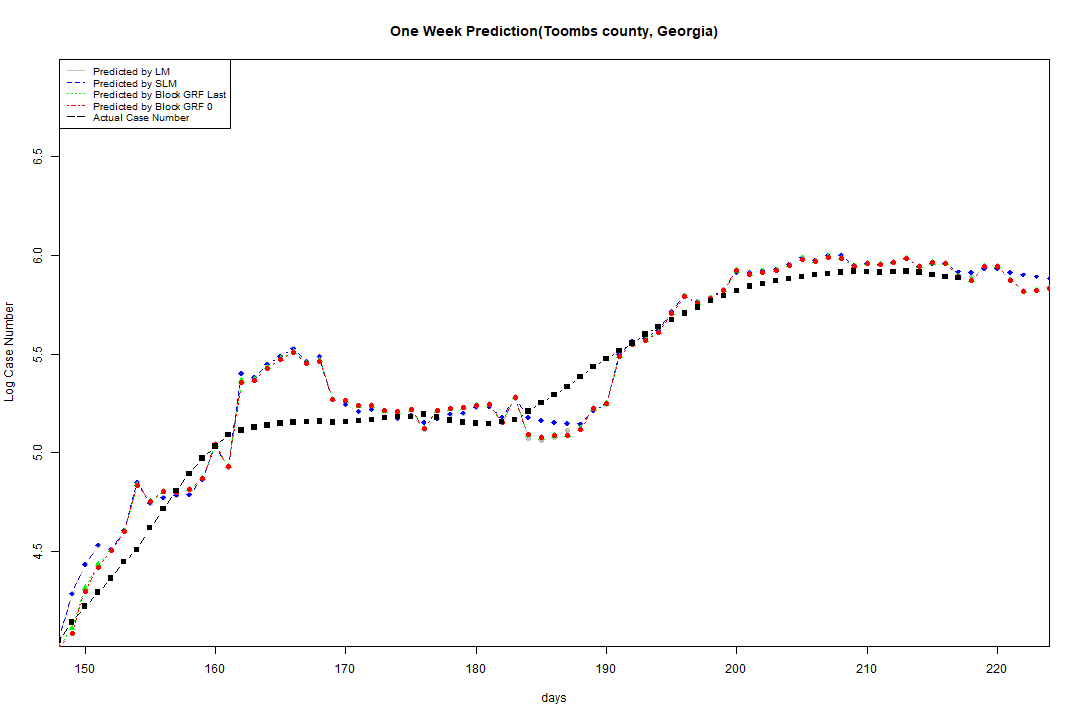 One Week Prediction(Toombs county, Georgia)
Predicted by LM
Predicted by SLM
Predicted by Block GRF Last
Predicted by Block GRF 0
Actual Case Number
6.5
6.0
5.5
5.0
4.5
Log Case Number
150 160 170 180 190 200 210 220
days